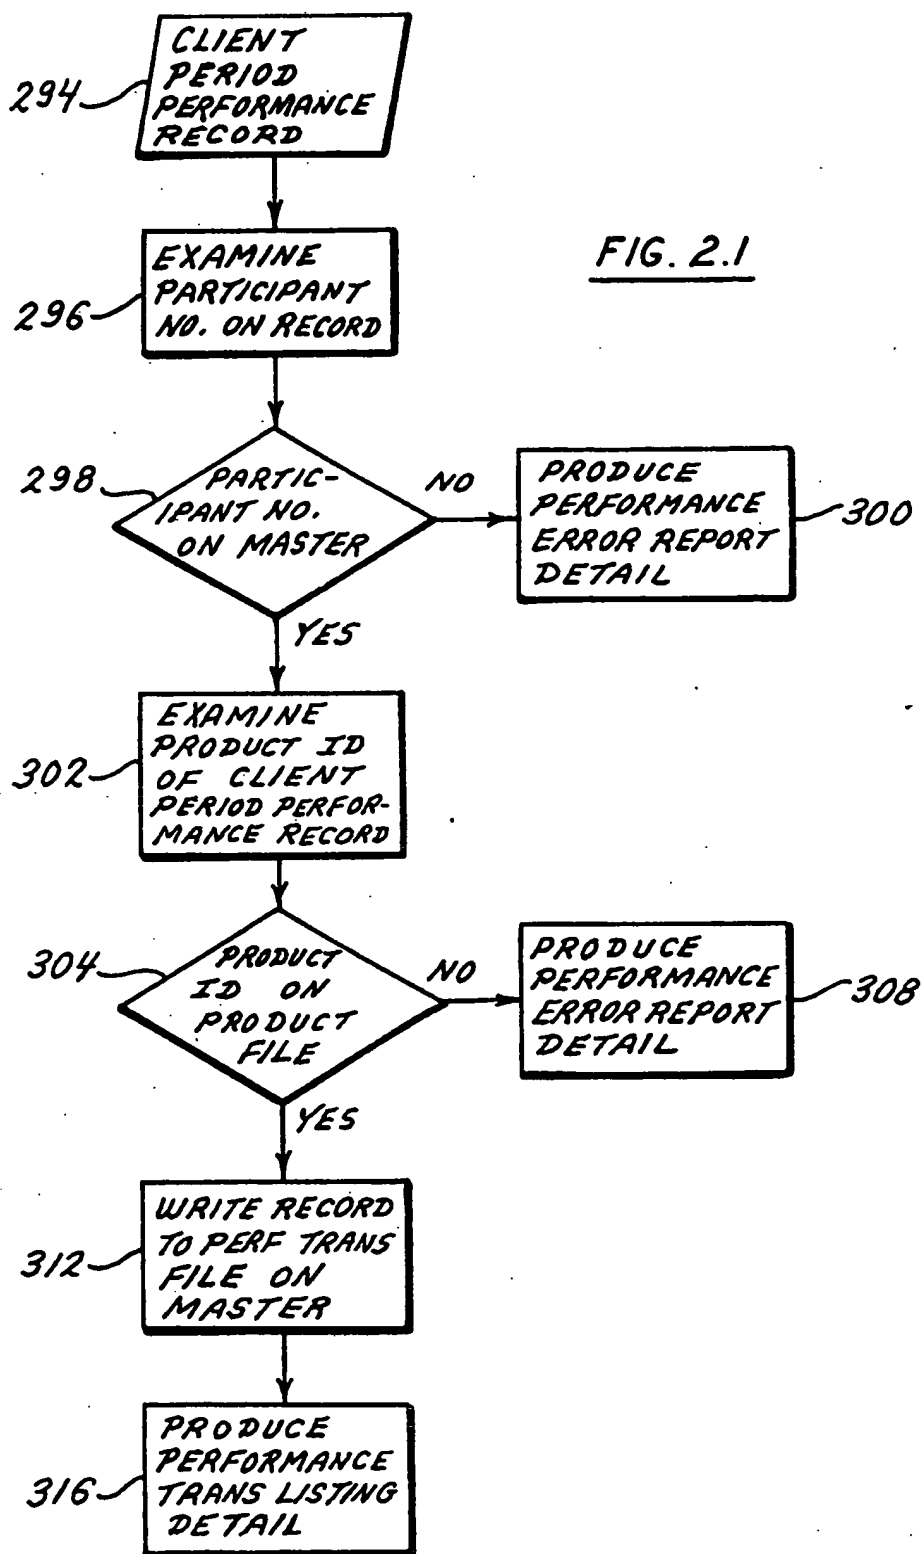 CLIENT
PERIOD
PERFORMANCE
RECORD
294
FIG. 2.1
EXAMINE
PARTICIPANT
NO. ON RECORD
296
PARTIC-
IPANT NO.
ON MASTER
298
NO
PRODUCE
PERFORMANCE
ERROR REPORT
DETAIL
300
YES
EXAMINE
PRODUCT ID
OF CLIENT
PERIOD PERFOR-
MANCE RECORD
302
PRODUCT
ID ON
PRODUCT
FILE
304
NO
PRODUCE
PERFORMANCE
ERROR REPORT
DETAIL
308
YES
WRITE RECORD
TO PERF TRANS
FILE ON
MASTER
312
PRODUCE
PERFORMANCE
TRANS LISTING
DETAIL
316